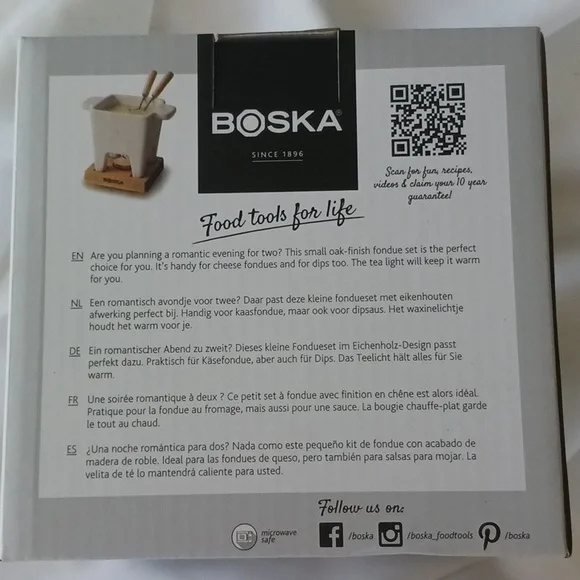 BOSKA®
SINCE 1896
Scan for fun, recipes,
videos & claim your 10 year
guarantee!
Food tools for life
EN Are you planning a romantic evening for two? This small oak-finish fondue set is the perfect
choice for you. It's handy for cheese fondues and for dips too. The tea light will keep it warm
for you.
NL Een romantisch avondje voor twee? Daar past deze kleine fondueset met eikenhouten
afwerking perfect bij. Handig voor kaasfondue, maar ook voor dipsaus. Het waxinelichtje
houdt het warm voor je.
DE Ein romantischer Abend zu zweit? Dieses kleine Fondueset im Eichenholz-Design passt
perfekt dazu. Praktisch für Käsefondue, aber auch für Dips. Das Teelicht hält alles für Sie
warm.
FR Une soirée romantique à deux ? Ce petit set à fondue avec finition en chêne est alors idéal.
Pratique pour la fondue au fromage, mais aussi pour une sauce. La bougie chauffe-plat garde
le tout au chaud.
ES ¿Una noche romántica para dos? Nada como este pequeño kit de fondue con acabado de
madera de roble. Ideal para las fondues de queso, pero también para salsas para mojar. La
velita de té lo mantendrá caliente para usted.
Follow us on:
microwave
safe
/boska /boska_foodtools /boska